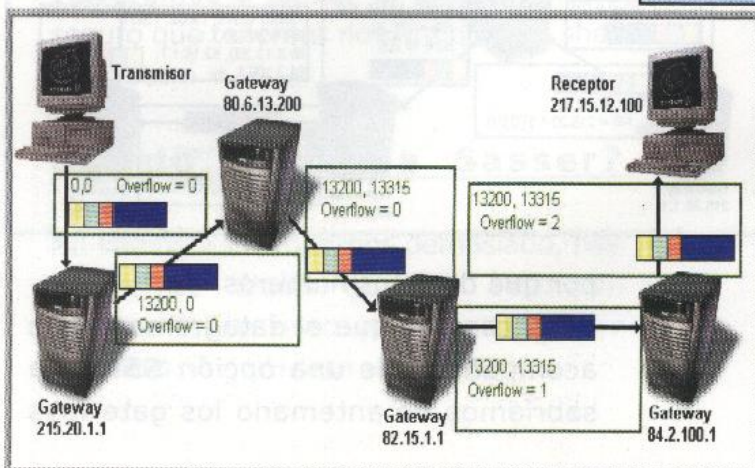 Transmisor
Gateway
80.6.13.200
Receptor
217.15.12.100
0,0 Overflow = 0
13200, 13315
Overflow = 0
13200, 13315
Overflow = 2
13200, 0
Overflow = 0
13200, 13315
Overflow = 1
Gateway
215.20.1.1
Gateway
82.15.1.1
Gateway
84.2.100.1